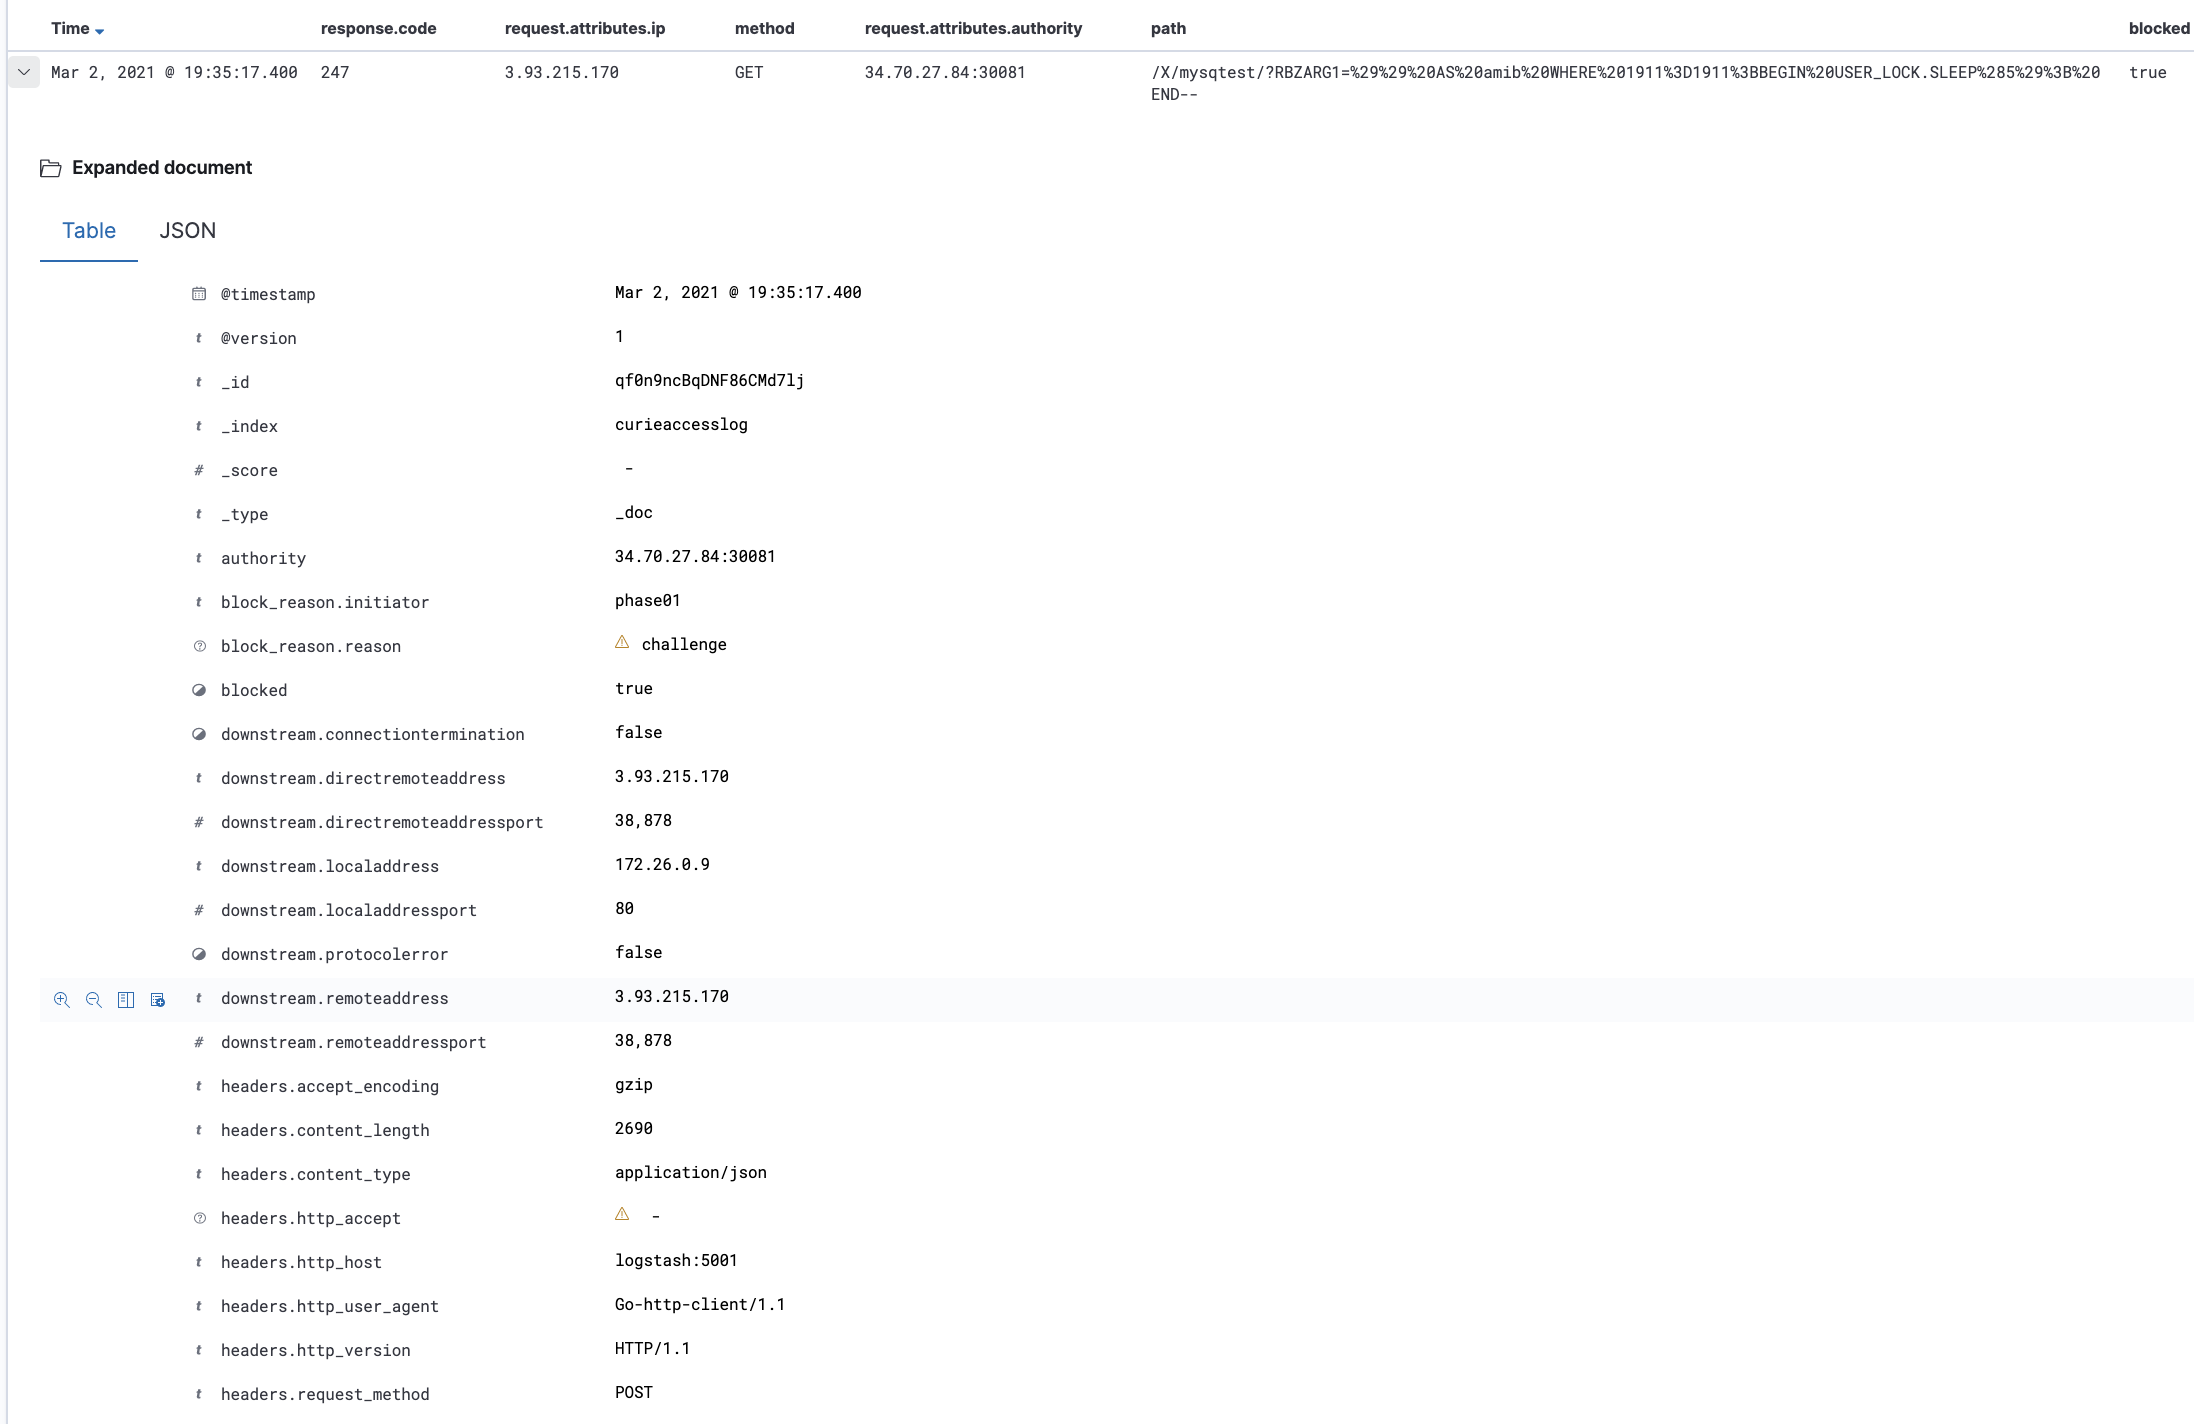 Time response.code request.attributes.ip method request.attributes.authority path blocked
Mar 2, 2021 @ 19:35:17.400 247 3.93.215.170 GET 34.70.27.84:30081 /X/mysqtest/?RBZARG1=%29%29%20AS%20amib%20WHERE%201911%3D1911%3BBEGIN%20USER_LOCK.SLEEP%285%29%3B%20 true
END--
Expanded document
Table JSON
@timestamp Mar 2, 2021 @ 19:35:17.400
t @version 1
t _id qf0n9ncBqDNF86CMd7lj
t _index curieaccesslog
# _score -
t _type _doc
t authority 34.70.27.84:30081
t block_reason.initiator phase01
? block_reason.reason challenge
blocked true
downstream.connectiontermination false
t downstream.directremoteaddress 3.93.215.170
# downstream.directremoteaddressport 38,878
t downstream.localaddress 172.26.0.9
# downstream.localaddressport 80
downstream.protocolerror false
t downstream.remoteaddress 3.93.215.170
# downstream.remoteaddressport 38,878
t headers.accept_encoding gzip
t headers.content_length 2690
t headers.content_type application/json
? headers.http_accept -
t headers.http_host logstash:5001
t headers.http_user_agent Go-http-client/1.1
t headers.http_version HTTP/1.1
t headers.request_method POST